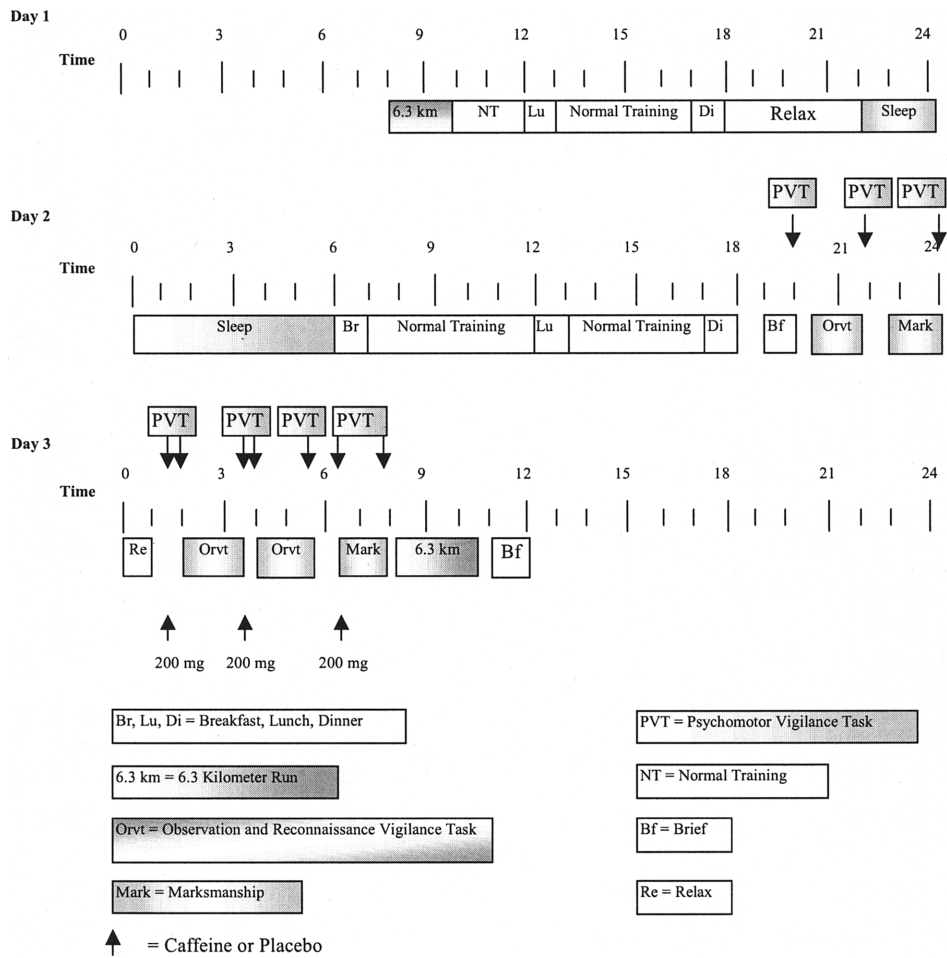 Day 1
0 3 6 9 12 15 18 21 24
Time
6.3 km NT Lu Normal Training Di Relax Sleep
PVT PVT PVT
Day 2
0 3 6 9 12 15 18 21 24
Sleep Br Normal Training Lu Normal Training Di Bf Orvt Mark
PVT PVT PVT PVT
Day 3
0 3 6 9 12 15 18 21 24
Time
Re Orvt Orvt Mark 6.3 km Bf
200 mg 200 mg 200 mg
Br, Lu, Di = Breakfast, Lunch, Dinner
PVT = Psychomotor Vigilance Task
6.3 km = 6.3 Kilometer Run
NT = Normal Training
Orvt = Observation and Reconnaissance Vigilance Task
Bf = Brief
Mark = Marksmanship
Re = Relax
= Caffeine or Placebo